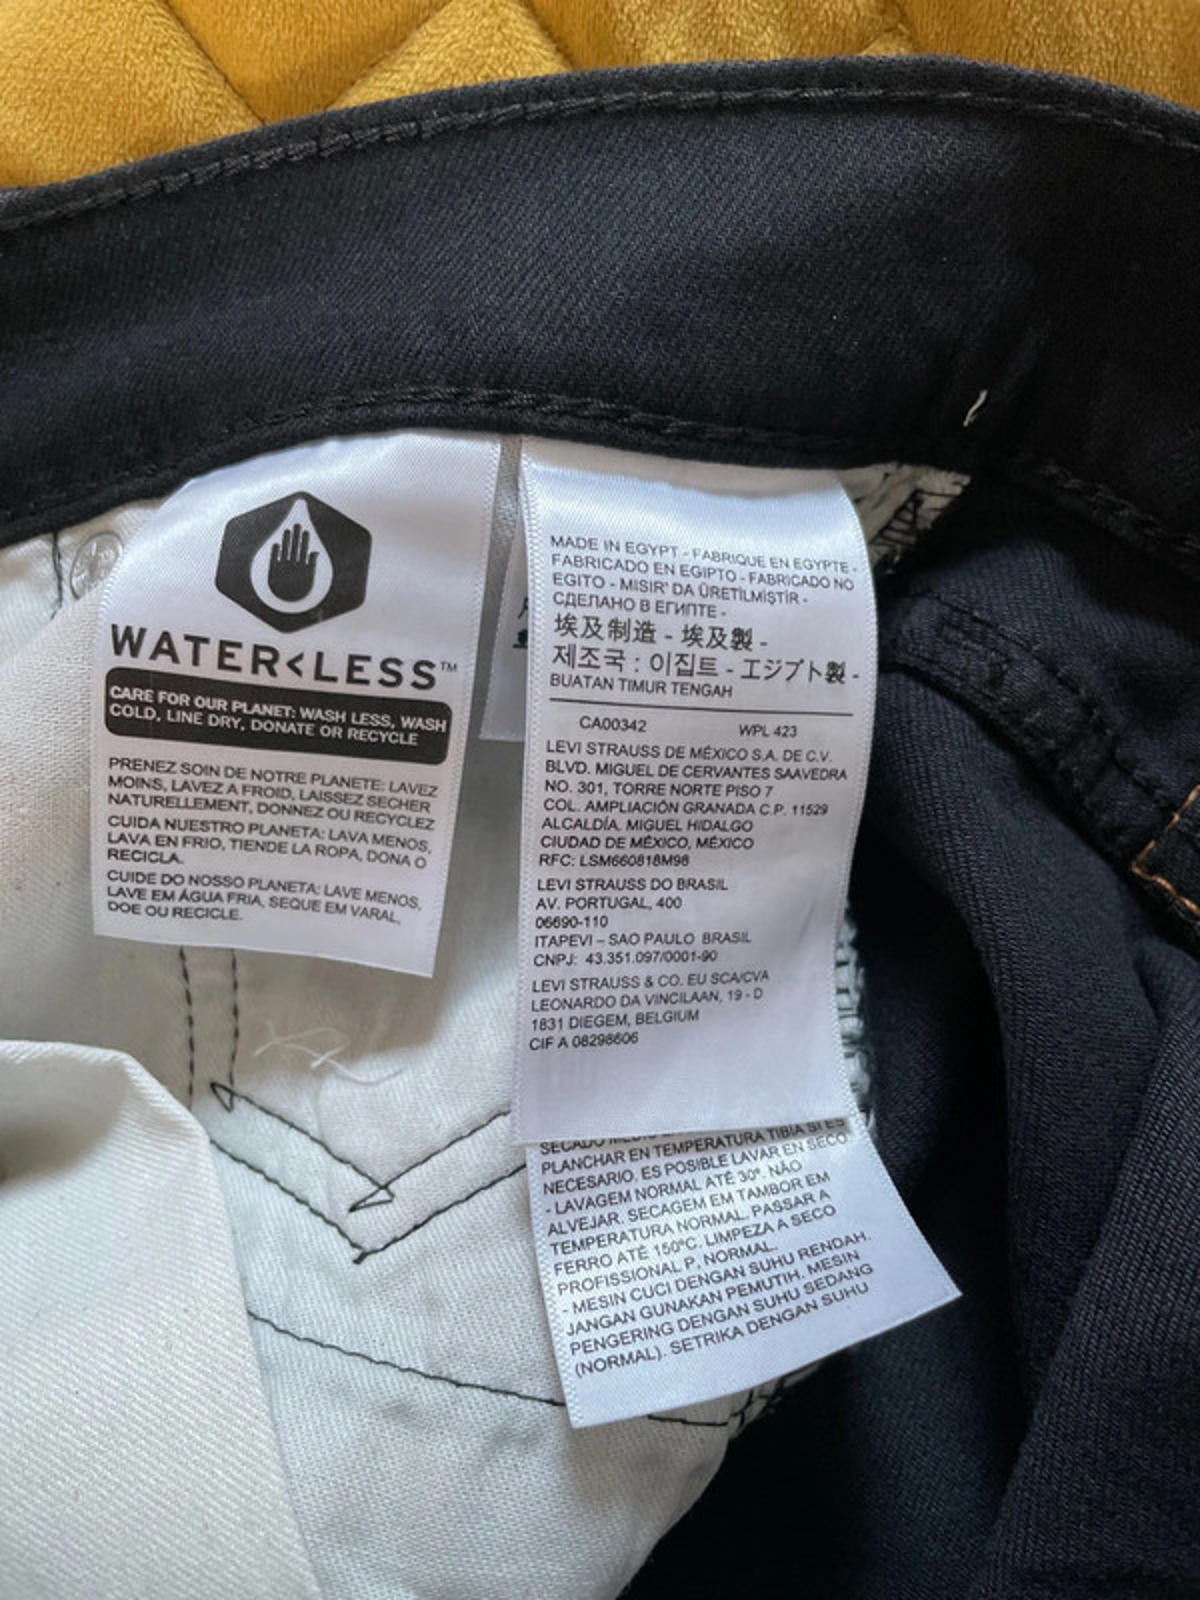 WATER<LESS™
CARE FOR OUR PLANET: WASH LESS, WASH
COLD, LINE DRY, DONATE OR RECYCLE
PRENEZ SOIN DE NOTRE PLANETE: LAVEZ
MOINS, LAVEZ A FROID, LAISSEZ SECHER
NATURELLEMENT, DONNEZ OU RECYCLEZ
CUIDA NUESTRO PLANETA: LAVA MENOS,
LAVA EN FRIO, TIENDE LA ROPA, DONA O
RECICLA.
CUIDE DO NOSSO PLANETA: LAVE MENOS,
LAVE EM ÁGUA FRIA, SEQUE EM VARAL,
DOE OU RECICLE.
MADE IN EGYPT - FABRIQUE EN EGYPTE -
FABRICADO EN EGIPTO - FABRICADO NO
EGITO - MISIR' DA ÜRETİLMİŞTİR -
СДЕЛАНО В ЕГИПТЕ -
埃及制造 - 埃及製 -
제조국 : 이집트 - エジプト製 -
BUATAN TIMUR TENGAH
CA00342 WPL 423
LEVI STRAUSS DE MÉXICO S.A. DE C.V.
BLVD. MIGUEL DE CERVANTES SAAVEDRA
NO. 301, TORRE NORTE PISO 7
COL. AMPLIACIÓN GRANADA C.P. 11529
ALCALDÍA. MIGUEL HIDALGO
CIUDAD DE MÉXICO, MÉXICO
RFC: LSM660818M98
LEVI STRAUSS DO BRASIL
AV. PORTUGAL, 400
06690-110
ITAPEVI – SAO PAULO BRASIL
CNPJ: 43.351.097/0001-90
LEVI STRAUSS & CO. EU SCA/CVA
LEONARDO DA VINCILAAN, 19 - D
1831 DIEGEM, BELGIUM
CIF A 08298606
SECADO TIBIA SI ES
PLANCHAR EN TEMPERATURA
NECESARIO. ES POSIBLE LAVAR EN SECO
- LAVAGEM NORMAL ATÉ 30º. NÃO
ALVEJAR. SECAGEM EM TAMBOR EM
TEMPERATURA NORMAL. PASSAR A
FERRO ATÉ 150ºC. LIMPEZA A SECO
PROFISSIONAL P, NORMAL.
- MESIN CUCI DENGAN SUHU RENDAH.
JANGAN GUNAKAN PEMUTIH. MESIN
PENGERING DENGAN SUHU SEDANG
(NORMAL). SETRIKA DENGAN SUHU